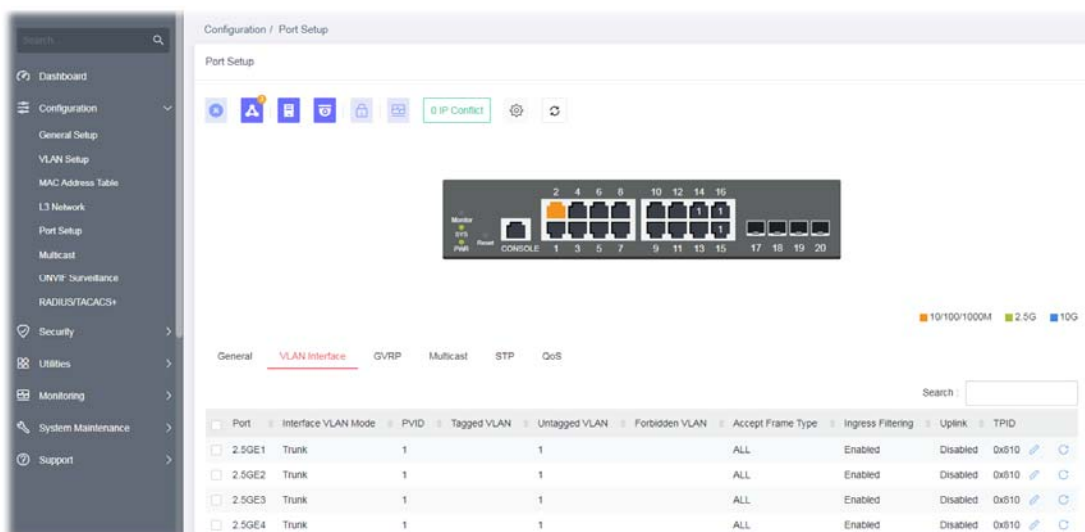 Search...
Dashboard
Configuration
General Setup
VLAN Setup
MAC Address Table
L3 Network
Port Setup
Multicast
ONVIF Surveillance
RADIUS/TACACS+
Security
Utilities
Monitoring
System Maintenance
Support
Configuration / Port Setup
Port Setup
0 IP Conflict
2 4 6 8 10 12 14 16
Monitor
SYS
PWR
Reset
CONSOLE
1 1
1
1 3 5 7 9 11 13 15 17 18 19 20
10/100/1000M 2.5G 10G
General VLAN Interface GVRP Multicast STP QoS
Search :
Port Interface VLAN Mode PVID Tagged VLAN Untagged VLAN Forbidden VLAN Accept Frame Type Ingress Filtering Uplink TPID
2.5GE1 Trunk 1 1 ALL Enabled Disabled 0x810
2.5GE2 Trunk 1 1 ALL Enabled Disabled 0x810
2.5GE3 Trunk 1 1 ALL Enabled Disabled 0x810
2.5GE4 Trunk 1 1 ALL Enabled Disabled 0x810